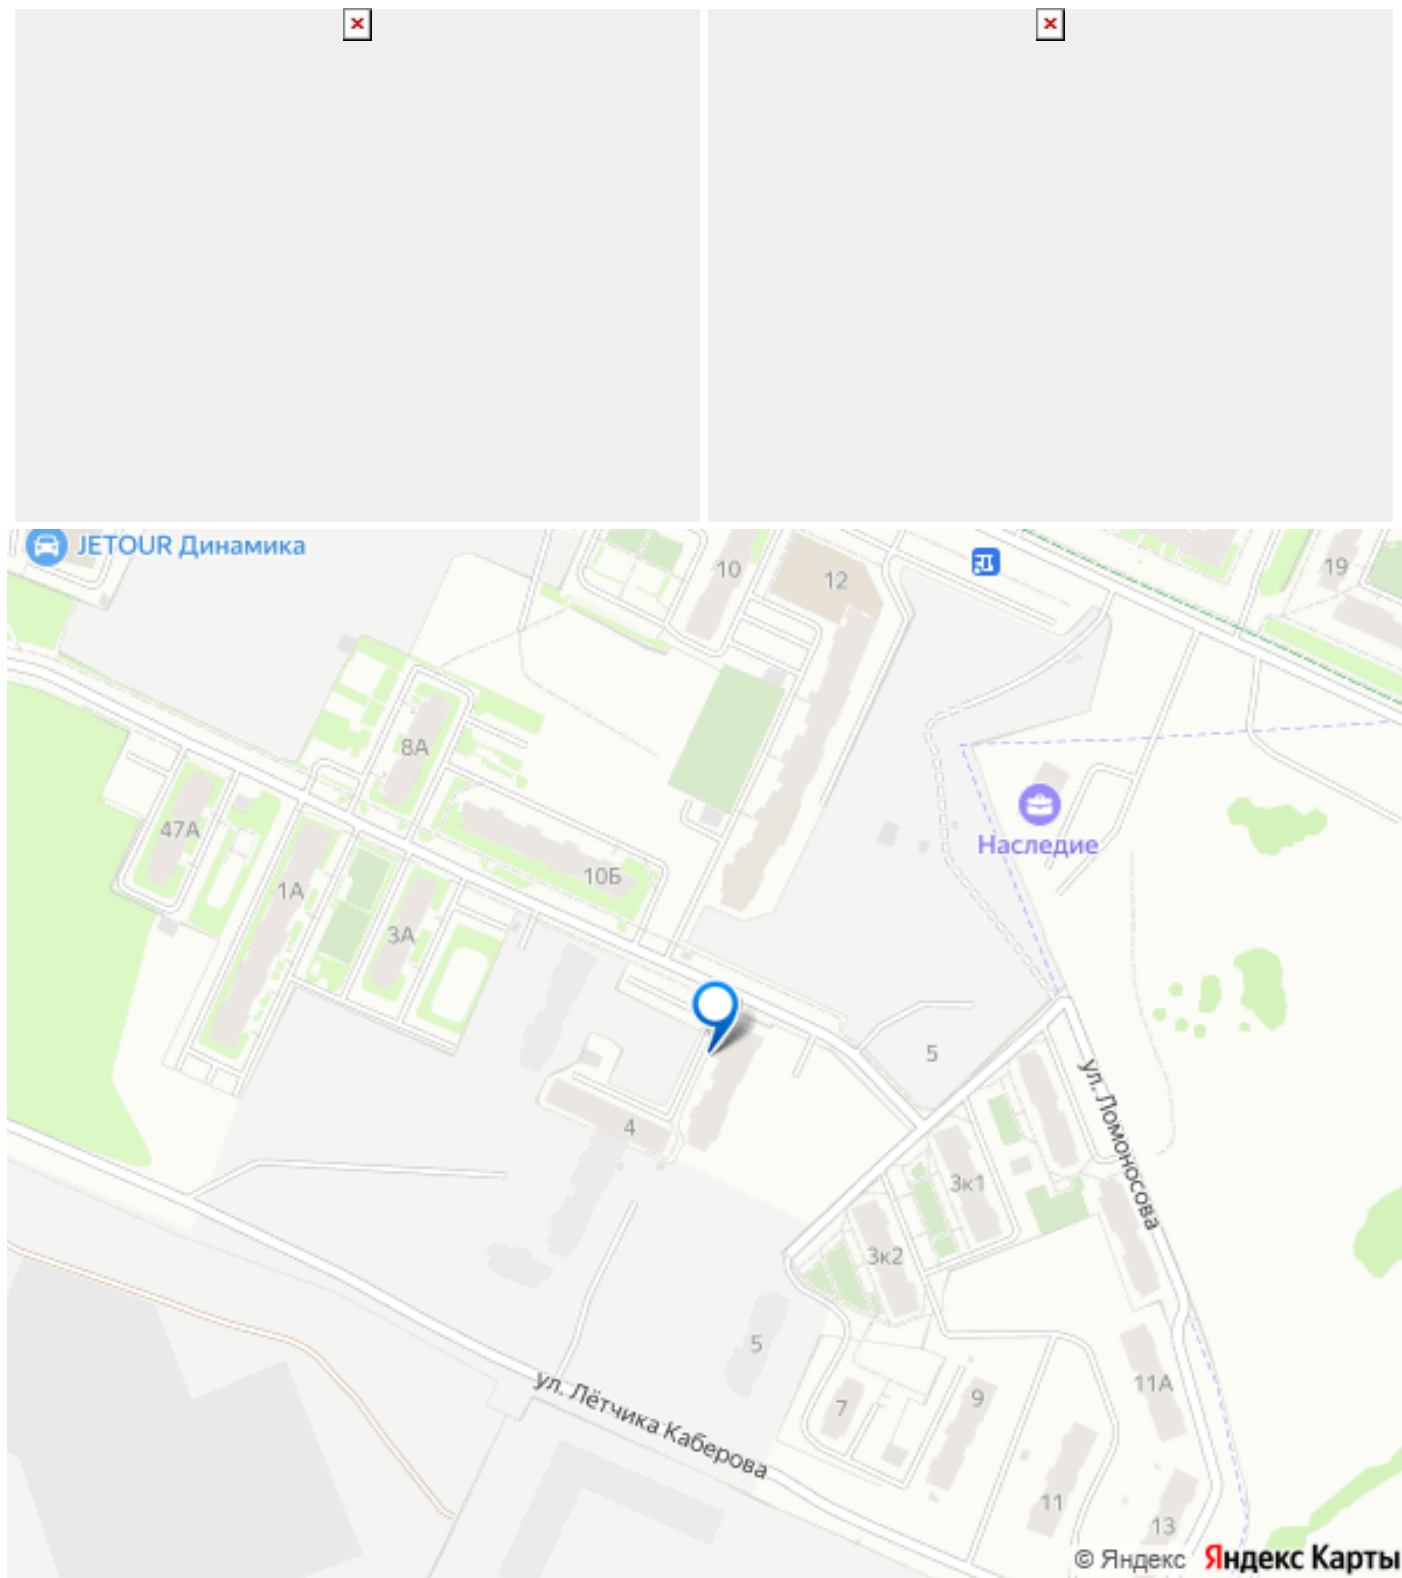 JETOUR Динамика
10
12
19
8А
47А
Наследие
10Б
1А
3А
5
ул. Ломоносова
4
3к1
3к2
5
11А
7
9
ул. Лётчика Каберова
11
13
© Яндекс Яндекс Карты